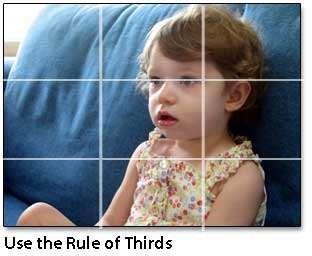 Use the Rule of Thirds